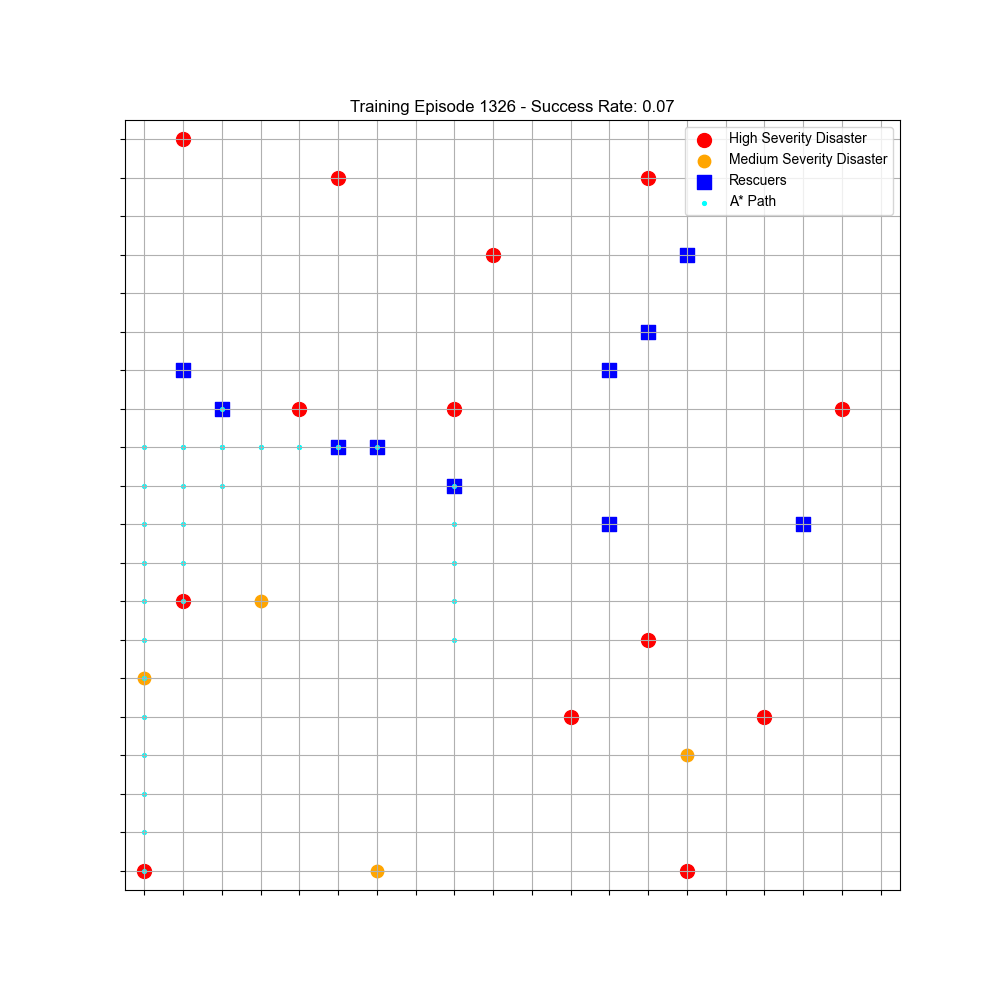 Training Episode 1326 - Success Rate: 0.07
High Severity Disaster
Medium Severity Disaster
Rescuers
A* Path